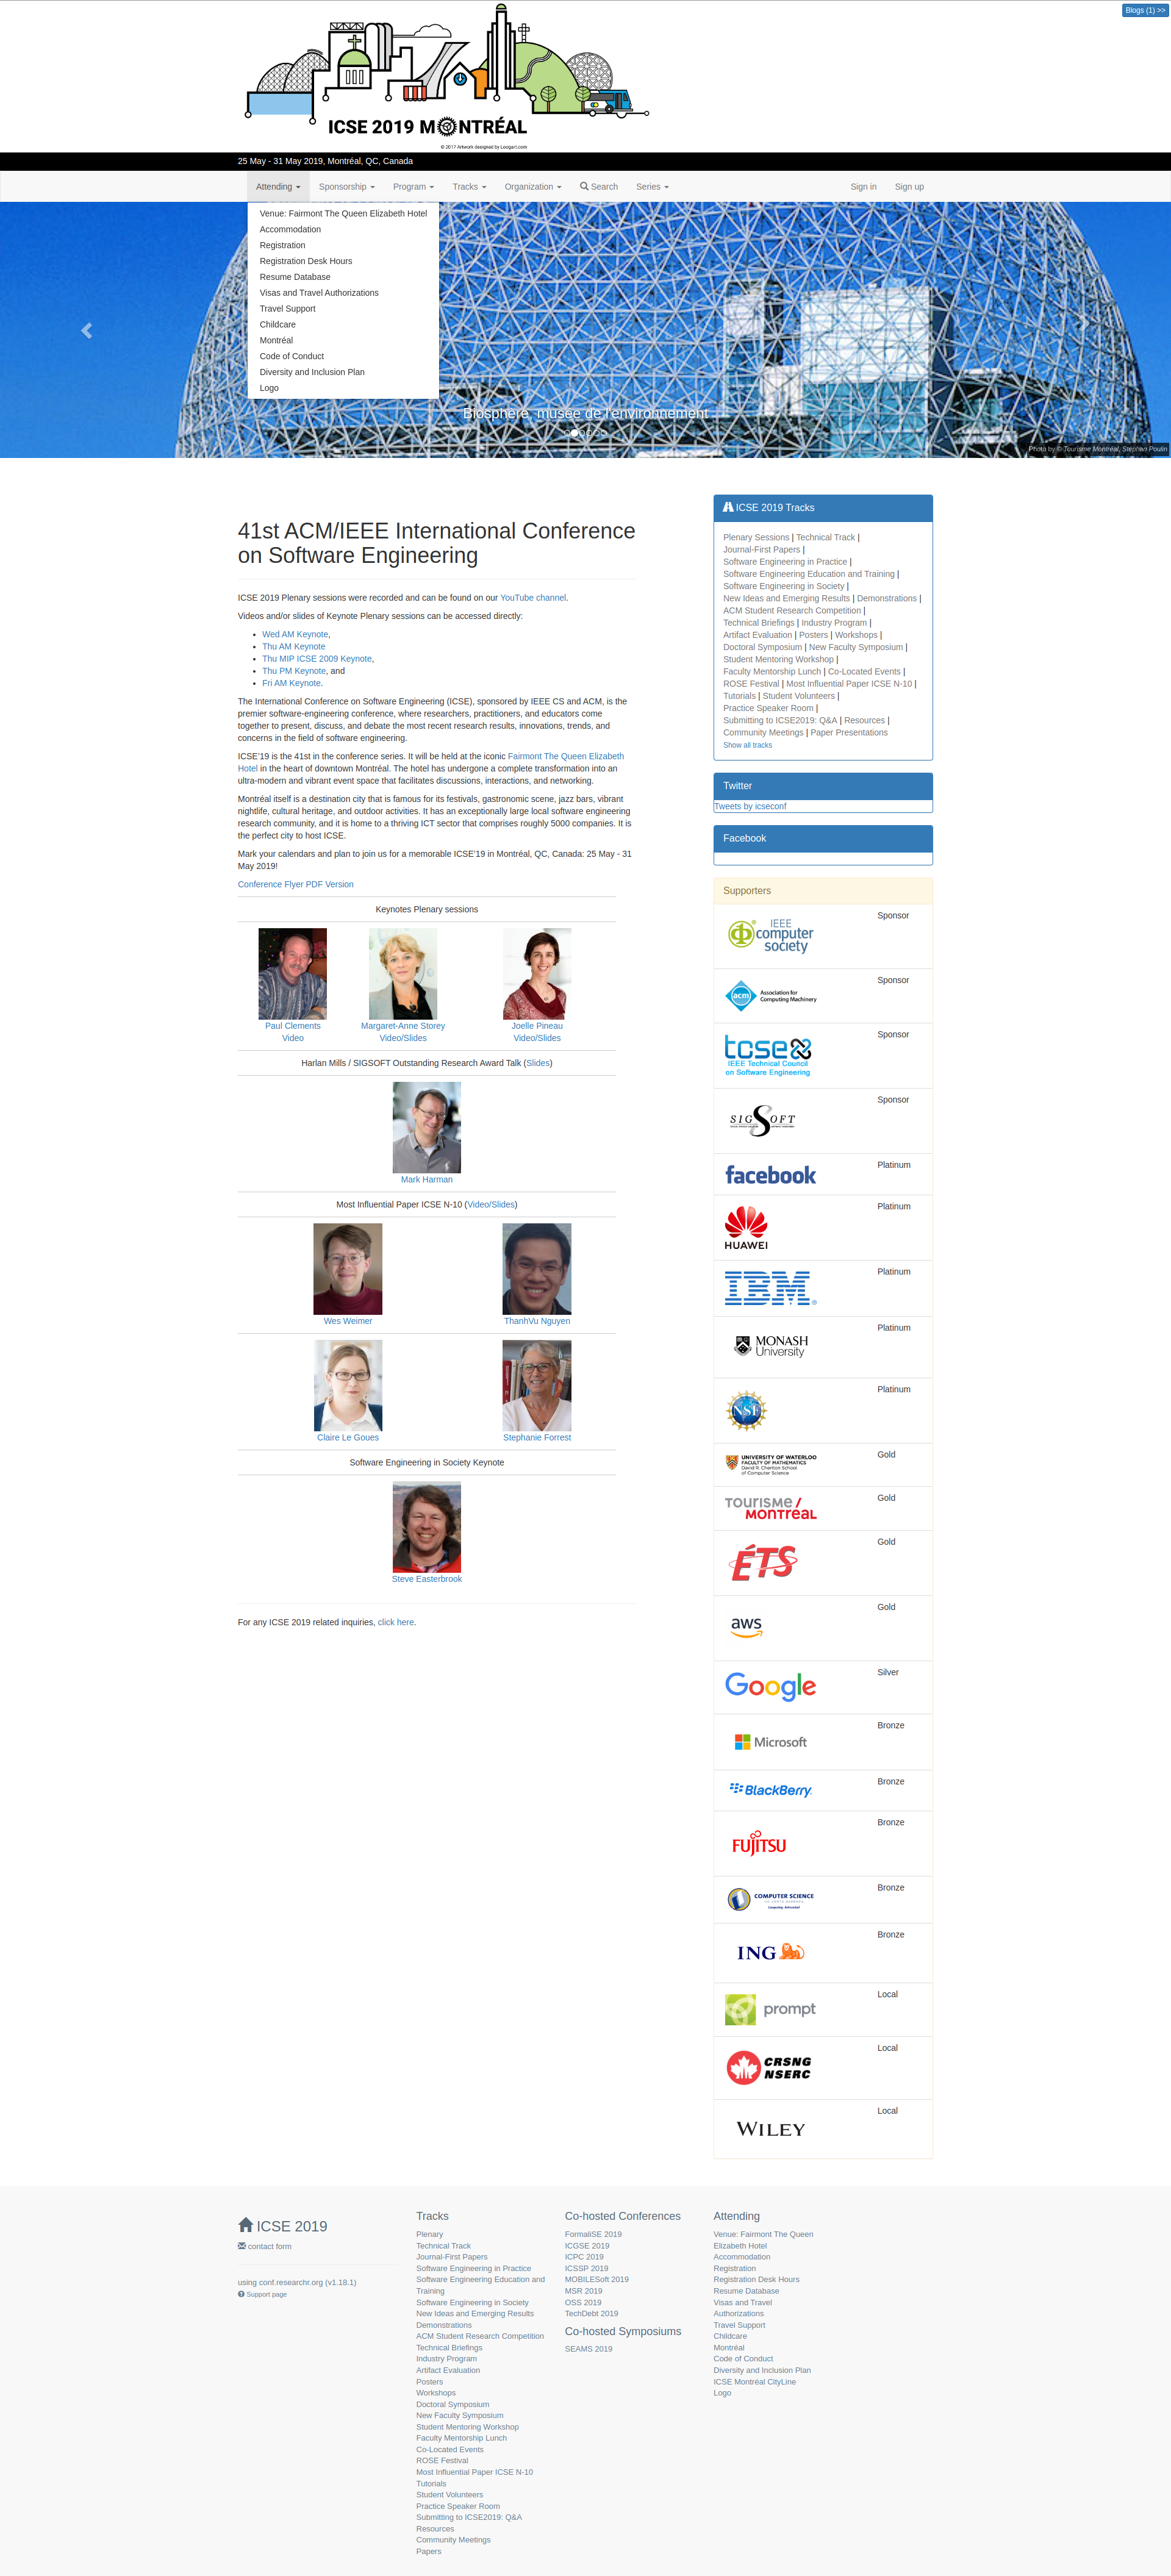 Blogs (1) >>
ICSE 2019 MONTRÉAL
© 2017 Artwork designed by Loogart.com
25 May - 31 May 2019, Montréal, QC, Canada
Attending
Sponsorship
Program
Tracks
Organization
Search
Series
Sign in
Sign up
Venue: Fairmont The Queen Elizabeth Hotel
Accommodation
Registration
Registration Desk Hours
Resume Database
Visas and Travel Authorizations
Travel Support
Childcare
Montréal
Code of Conduct
Diversity and Inclusion Plan
Logo
Biosphère, musée de l'environnement
Photo by © Tourisme Montréal, Stéphan Poulin
41st ACM/IEEE International Conference
on Software Engineering
ICSE 2019 Plenary sessions were recorded and can be found on our YouTube channel.
Videos and/or slides of Keynote Plenary sessions can be accessed directly:
Wed AM Keynote,
Thu AM Keynote
Thu MIP ICSE 2009 Keynote,
Thu PM Keynote, and
Fri AM Keynote.
The International Conference on Software Engineering (ICSE), sponsored by IEEE CS and ACM, is the
premier software-engineering conference, where researchers, practitioners, and educators come
together to present, discuss, and debate the most recent research results, innovations, trends, and
concerns in the field of software engineering.
ICSE'19 is the 41st in the conference series. It will be held at the iconic Fairmont The Queen Elizabeth
Hotel in the heart of downtown Montréal. The hotel has undergone a complete transformation into an
ultra-modern and vibrant event space that facilitates discussions, interactions, and networking.
Montréal itself is a destination city that is famous for its festivals, gastronomic scene, jazz bars, vibrant
nightlife, cultural heritage, and outdoor activities. It has an exceptionally large local software engineering
research community, and it is home to a thriving ICT sector that comprises roughly 5000 companies. It is
the perfect city to host ICSE.
Mark your calendars and plan to join us for a memorable ICSE'19 in Montréal, QC, Canada: 25 May - 31
May 2019!
Conference Flyer PDF Version
Keynotes Plenary sessions
Paul Clements
Video
Margaret-Anne Storey
Video/Slides
Joelle Pineau
Video/Slides
Harlan Mills / SIGSOFT Outstanding Research Award Talk (Slides)
Mark Harman
Most Influential Paper ICSE N-10 (Video/Slides)
Wes Weimer
ThanhVu Nguyen
Claire Le Goues
Stephanie Forrest
Software Engineering in Society Keynote
Steve Easterbrook
For any ICSE 2019 related inquiries, click here.
ICSE 2019 Tracks
Plenary Sessions | Technical Track |
Journal-First Papers |
Software Engineering in Practice |
Software Engineering Education and Training |
Software Engineering in Society |
New Ideas and Emerging Results | Demonstrations |
ACM Student Research Competition |
Technical Briefings | Industry Program |
Artifact Evaluation | Posters | Workshops |
Doctoral Symposium | New Faculty Symposium |
Student Mentoring Workshop |
Faculty Mentorship Lunch | Co-Located Events |
ROSE Festival | Most Influential Paper ICSE N-10 |
Tutorials | Student Volunteers |
Practice Speaker Room |
Submitting to ICSE2019: Q&A | Resources |
Community Meetings | Paper Presentations
Show all tracks
Twitter
Tweets by icseconf
Facebook
Supporters
IEEE computer society
Sponsor
acm Association for
Computing Machinery
Sponsor
tcse
IEEE Technical Council
on Software Engineering
Sponsor
SIGSOFT
Sponsor
facebook
Platinum
HUAWEI
Platinum
IBM®
Platinum
MONASH
University
Platinum
NSF
Platinum
UNIVERSITY OF WATERLOO
FACULTY OF MATHEMATICS
David R. Cheriton School
of Computer Science
Gold
TOURISME/
MONTRÉAL
Gold
ÉTS
Gold
aws
Gold
Google
Silver
Microsoft
Bronze
BlackBerry
Bronze
FUJITSU
Bronze
COMPUTER SCIENCE
Bronze
ING
Bronze
prompt
Local
CRSNG
NSERC
Local
WILEY
Local
ICSE 2019
contact form
using conf.researchr.org (v1.18.1)
Support page
Tracks
Plenary
Technical Track
Journal-First Papers
Software Engineering in Practice
Software Engineering Education and
Training
Software Engineering in Society
New Ideas and Emerging Results
Demonstrations
ACM Student Research Competition
Technical Briefings
Industry Program
Artifact Evaluation
Posters
Workshops
Doctoral Symposium
New Faculty Symposium
Student Mentoring Workshop
Faculty Mentorship Lunch
Co-Located Events
ROSE Festival
Most Influential Paper ICSE N-10
Tutorials
Student Volunteers
Practice Speaker Room
Submitting to ICSE2019: Q&A
Resources
Community Meetings
Papers
Co-hosted Conferences
FormaliSE 2019
ICGSE 2019
ICPC 2019
ICSSP 2019
MOBILESoft 2019
MSR 2019
OSS 2019
TechDebt 2019
Co-hosted Symposiums
SEAMS 2019
Attending
Venue: Fairmont The Queen
Elizabeth Hotel
Accommodation
Registration
Registration Desk Hours
Resume Database
Visas and Travel
Authorizations
Travel Support
Childcare
Montréal
Code of Conduct
Diversity and Inclusion Plan
ICSE Montréal CityLine
Logo